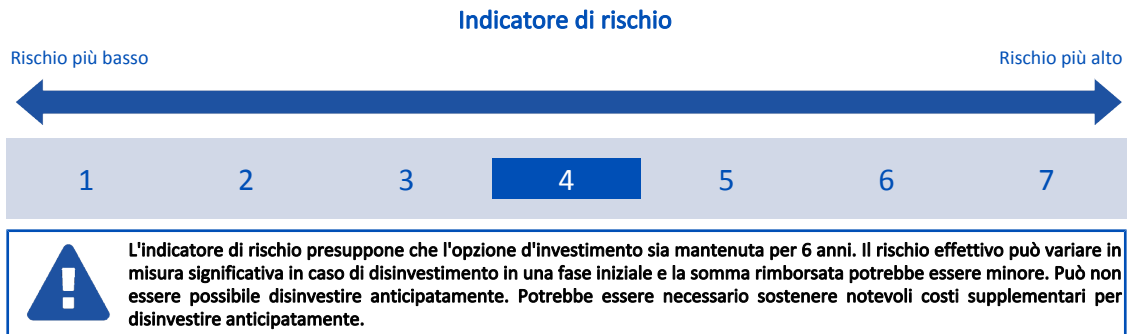 Indicatore di rischio
Rischio più basso Rischio più alto
1 2 3 4 5 6 7
L'indicatore di rischio presuppone che l'opzione d'investimento sia mantenuta per 6 anni. Il rischio effettivo può variare in
misura significativa in caso di disinvestimento in una fase iniziale e la somma rimborsata potrebbe essere minore. Può non
essere possibile disinvestire anticipatamente. Potrebbe essere necessario sostenere notevoli costi supplementari per
disinvestire anticipatamente.